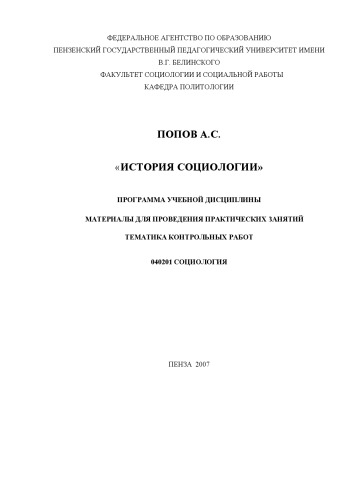 ФЕДЕРАЛЬНОЕ АГЕНТСТВО ПО ОБРАЗОВАНИЮ
ПЕНЗЕНСКИЙ ГОСУДАРСТВЕННЫЙ ПЕДАГОГИЧЕСКИЙ УНИВЕРСИТЕТ ИМЕНИ
В.Г. БЕЛИНСКОГО
ФАКУЛЬТЕТ СОЦИОЛОГИИ И СОЦИАЛЬНОЙ РАБОТЫ
КАФЕДРА ПОЛИТОЛОГИИ
ПОПОВ А.С.
«ИСТОРИЯ СОЦИОЛОГИИ»
ПРОГРАММА УЧЕБНОЙ ДИСЦИПЛИНЫ
МАТЕРИАЛЫ ДЛЯ ПРОВЕДЕНИЯ ПРАКТИЧЕСКИХ ЗАНЯТИЙ
ТЕМАТИКА КОНТРОЛЬНЫХ РАБОТ
040201 СОЦИОЛОГИЯ
ПЕНЗА 2007